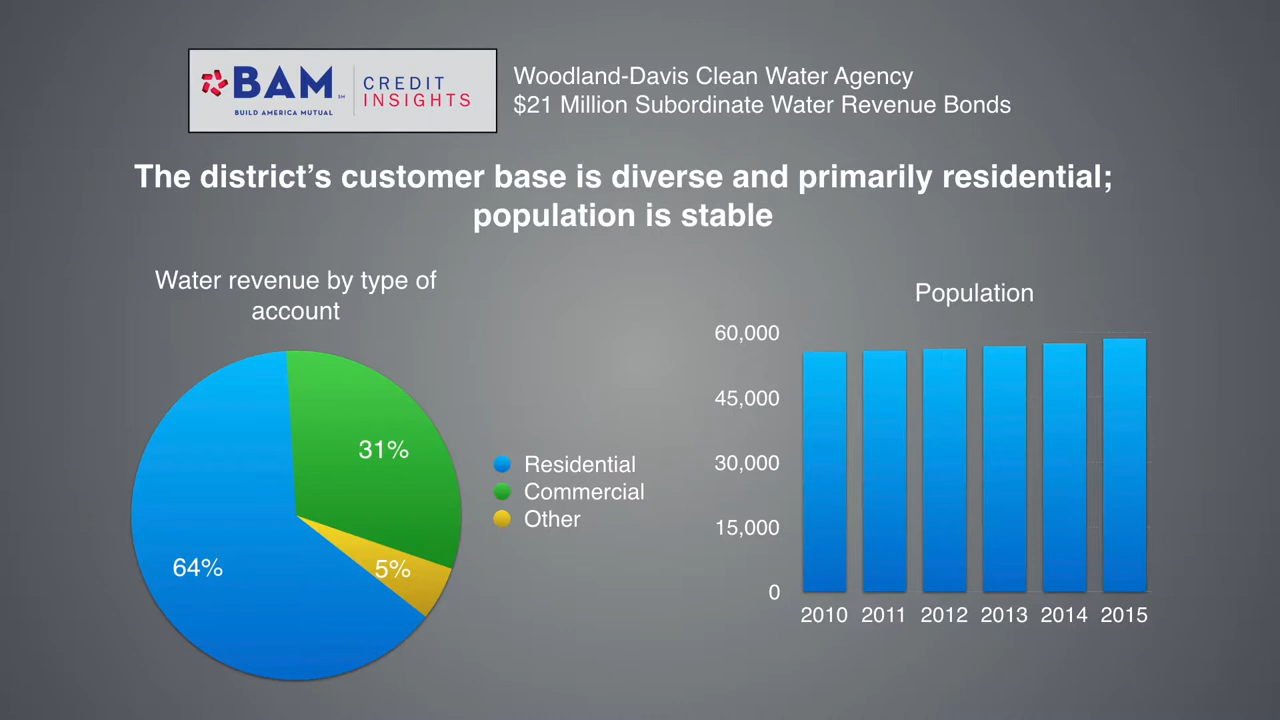 BAM SM
BUILD AMERICA MUTUAL
CREDIT
INSIGHTS
Woodland-Davis Clean Water Agency
$21 Million Subordinate Water Revenue Bonds
The district’s customer base is diverse and primarily residential;
population is stable
Water revenue by type of
account
31%
64%
5%
Residential
Commercial
Other
Population
60,000
45,000
30,000
15,000
0
2010 2011 2012 2013 2014 2015